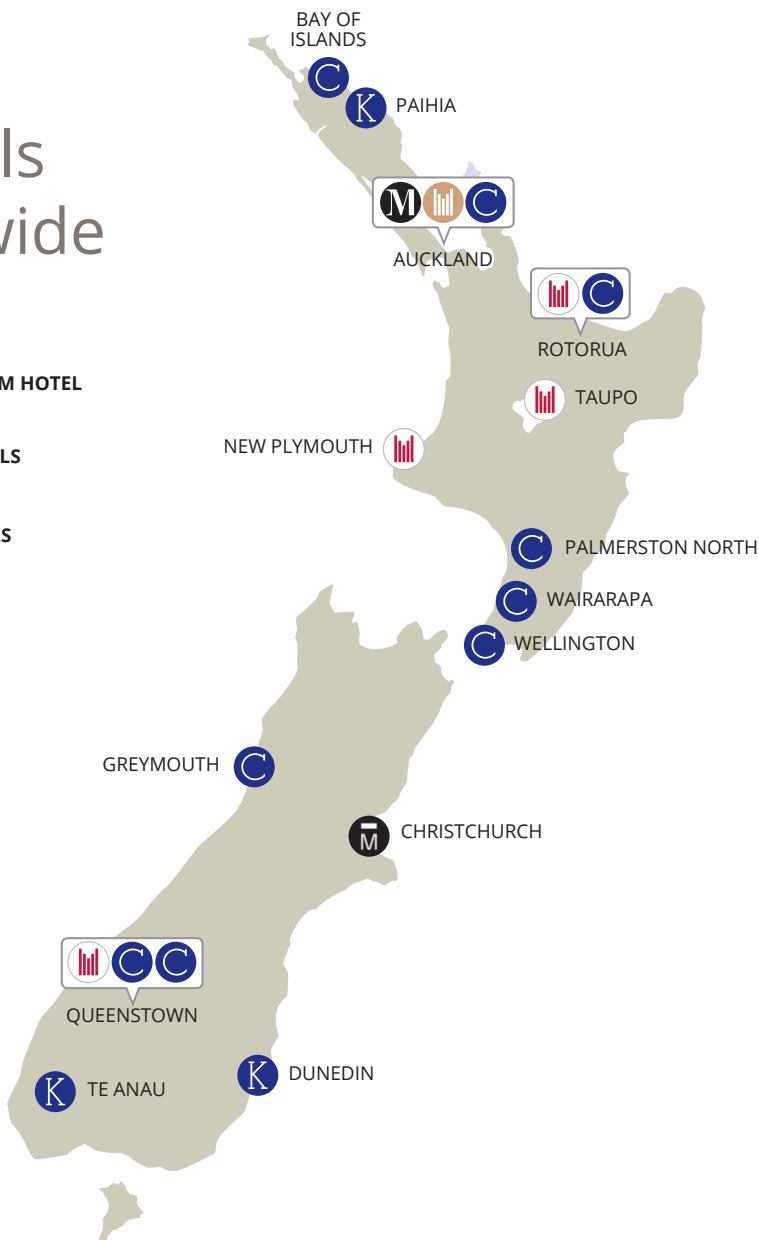 BAY OF
ISLANDS
C
K PAIHIA
ls
wide
M C
AUCKLAND
C
ROTORUA
M HOTEL
TAUPO
NEW PLYMOUTH
LS
S
C PALMERSTON NORTH
C WAIRARAPA
C WELLINGTON
GREYMOUTH C
M CHRISTCHURCH
C C
QUEENSTOWN
K DUNEDIN
K TE ANAU